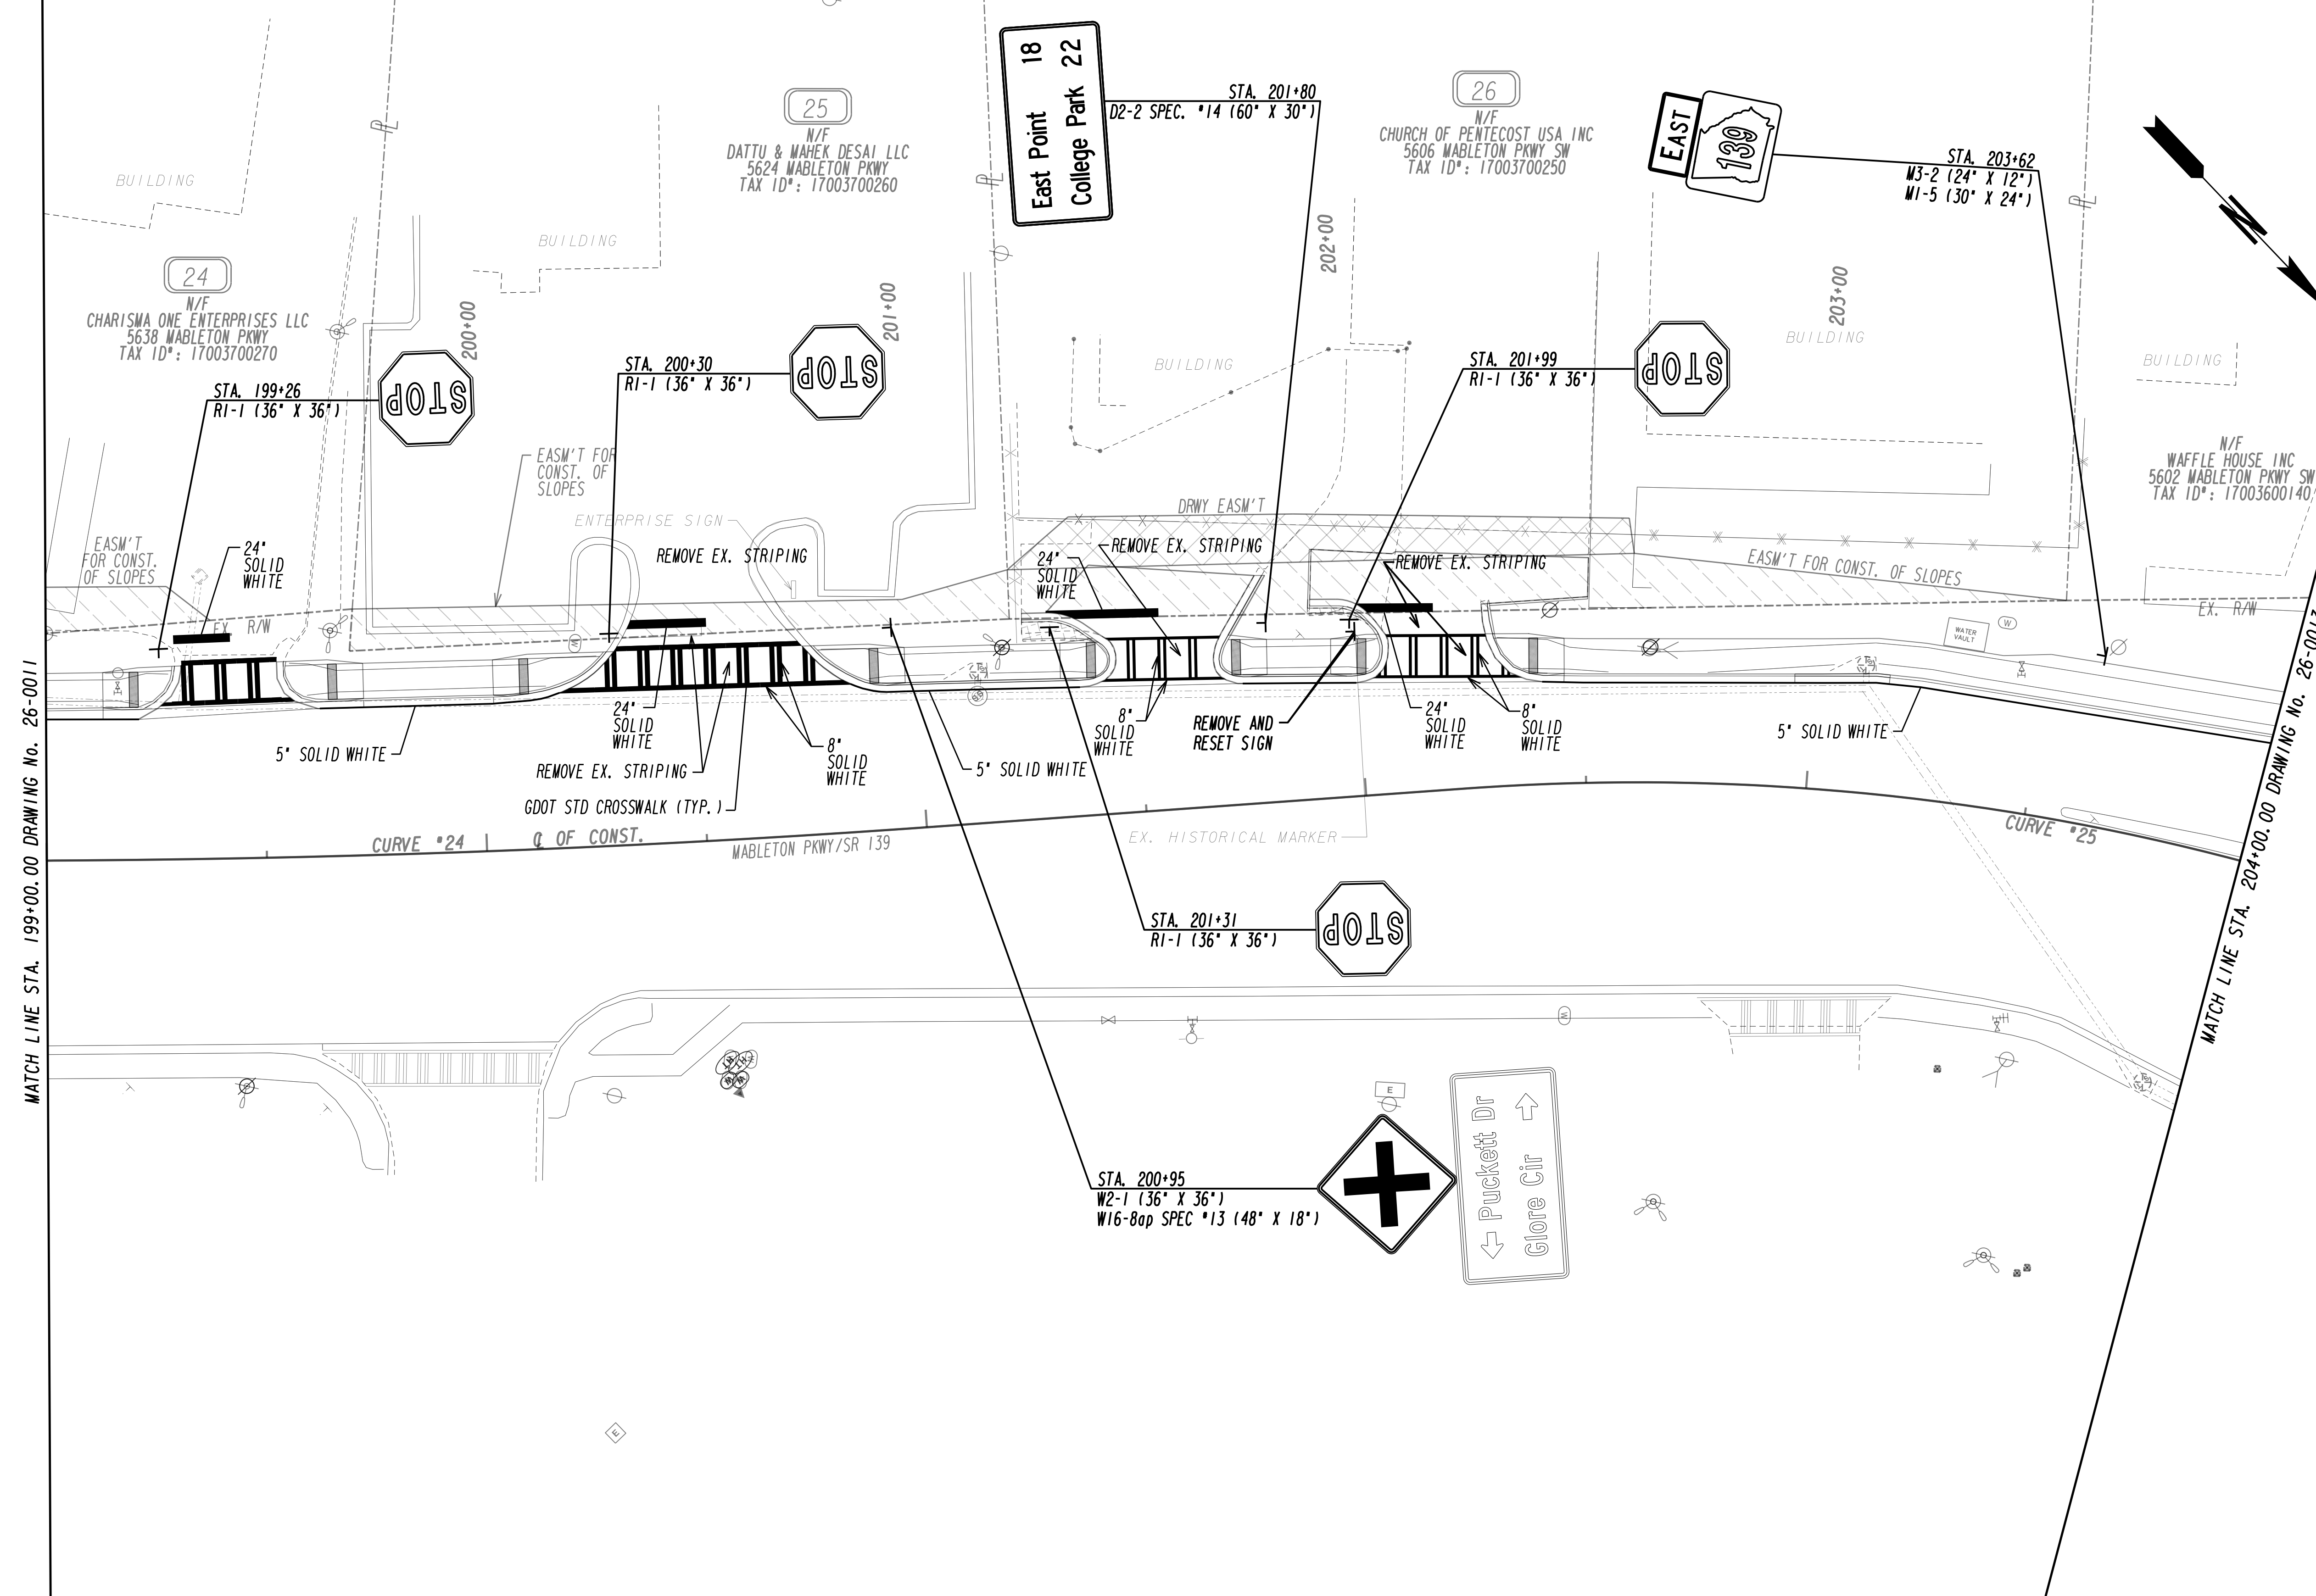 MATCH LINE STA. 199+00.00 DRAWING No. 26-0011
24
N/F
CHARISMA ONE ENTERPRISES LLC
5638 MABLETON PKWY
TAX ID#: 17003700270
BUILDING
25
N/F
DATTU & MAHEK DESAI LLC
5624 MABLETON PKWY
TAX ID#: 17003700260
BUILDING
East Point 18
College Park 22
STA. 201+80
D2-2 SPEC. #14 (60" X 30")
26
N/F
CHURCH OF PENTECOST USA INC
5606 MABLETON PKWY SW
TAX ID#: 17003700250
EAST
139
STA. 203+62
M3-2 (24" X 12")
M1-5 (30" X 24")
N
200+00
201+00
202+00
203+00
STA. 199+26
R1-1 (36" X 36")
STOP
STA. 200+30
R1-1 (36" X 36")
STOP
BUILDING
STA. 201+99
R1-1 (36" X 36")
STOP
BUILDING
BUILDING
N/F
WAFFLE HOUSE INC
5602 MABLETON PKWY SW
TAX ID#: 17003600140
EASM'T FOR
CONST. OF
SLOPES
ENTERPRISE SIGN
REMOVE EX. STRIPING
DRWY EASM'T
REMOVE EX. STRIPING
REMOVE EX. STRIPING
EASM'T FOR CONST. OF SLOPES
EASM'T
FOR CONST.
OF SLOPES
24"
SOLID
WHITE
EX. R/W
24"
SOLID
WHITE
WATER
VAULT
W
EX. R/W
W
SS
5" SOLID WHITE
24"
SOLID
WHITE
REMOVE EX. STRIPING
GDOT STD CROSSWALK (TYP.)
8"
SOLID
WHITE
5" SOLID WHITE
8"
SOLID
WHITE
REMOVE AND
RESET SIGN
24"
SOLID
WHITE
8"
SOLID
WHITE
5" SOLID WHITE
CURVE #24
℄ OF CONST.
MABLETON PKWY/SR 139
EX. HISTORICAL MARKER
CURVE #25
STA. 201+31
R1-1 (36" X 36")
STOP
W
E
STA. 200+95
W2-1 (36" X 36")
W16-8ap SPEC #13 (48" X 18")
← Puckett Dr
Glore Cir →
E
MATCH LINE STA. 204+00.00 DRAWING No. 26-0013